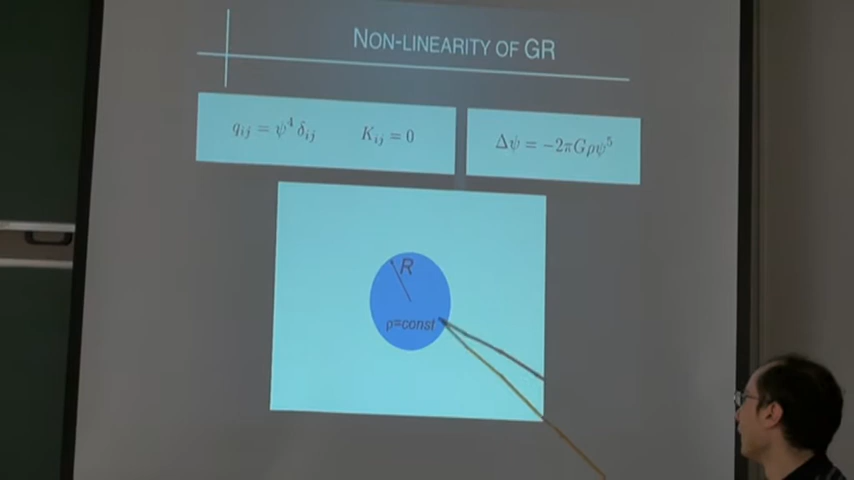 NON-LINEARITY OF GR
q_{ij} = ψ^4 δ_{ij} K_{ij} = 0
Δψ = −2πGρψ^5
R
ρ=const